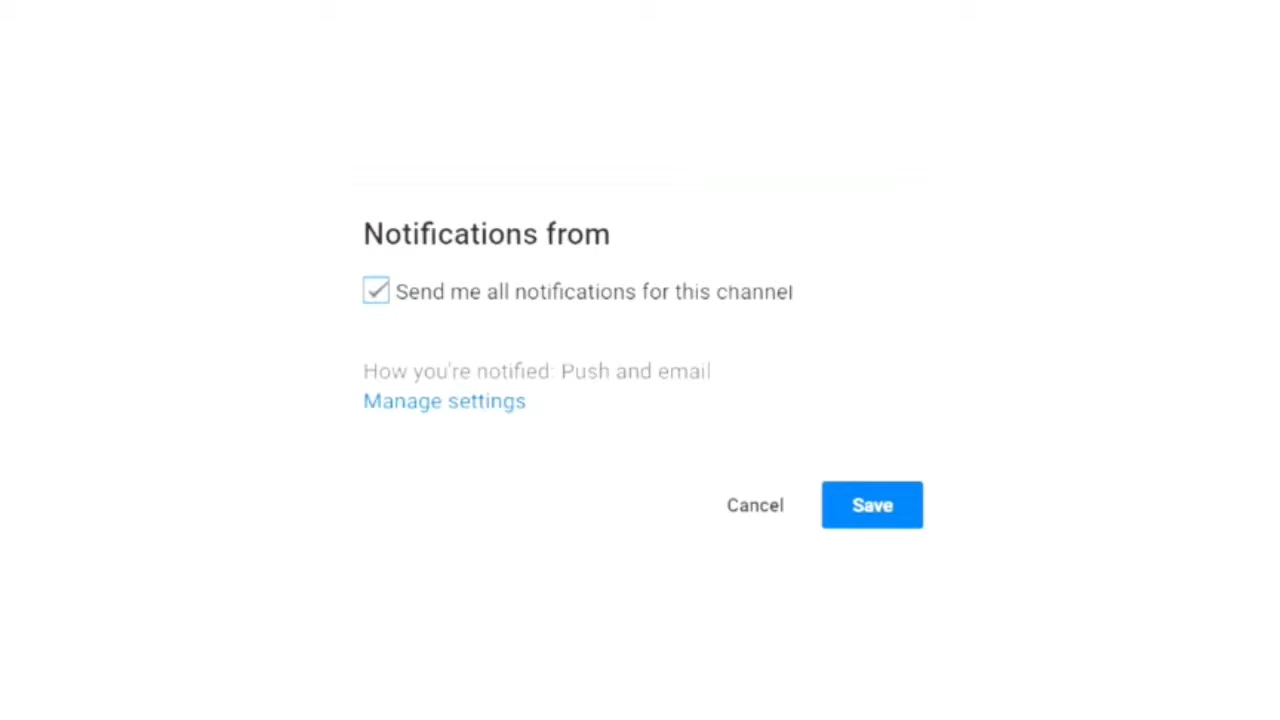 Notifications from
Send me all notifications for this channel
How you're notified: Push and email
Manage settings
Cancel
Save